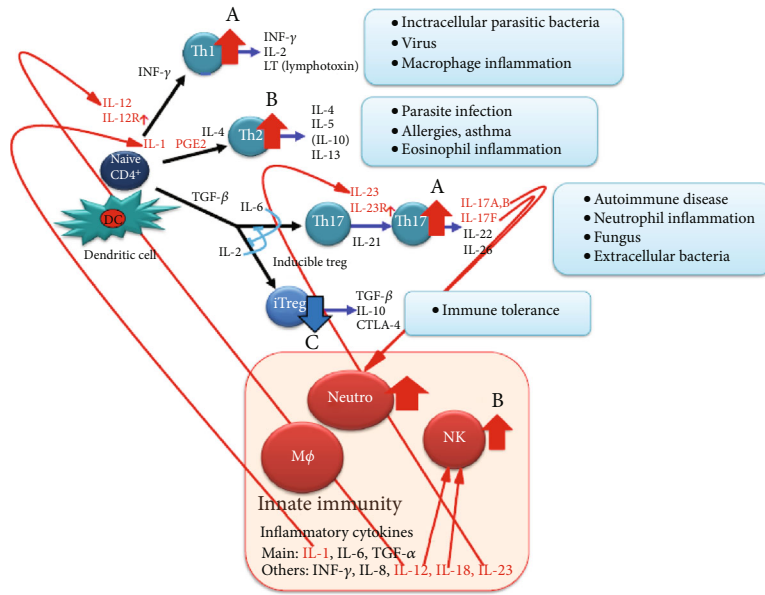 A
Th1
INF-γ
IL-2
LT (lymphotoxin)
• Inctracellular parasitic bacteria
• Virus
• Macrophage inflammation
INF-γ
IL-12
IL-12R↑
B
IL-1 PGE2
IL-4
Th2
IL-4
IL-5
(IL-10)
IL-13
• Parasite infection
• Allergies, asthma
• Eosinophil inflammation
Naive
CD4+
DC
Dendritic cell
TGF-β
IL-6
IL-2
Inducible treg
Th17
IL-23
IL-23R↑
IL-21
A
Th17
IL-17A,B
IL-17F
IL-22
IL-26
• Autoimmune disease
• Neutrophil inflammation
• Fungus
• Extracellular bacteria
iTreg
C
TGF-β
IL-10
CTLA-4
• Immune tolerance
Neutro
B
NK
Mϕ
Innate immunity
Inflammatory cytokines
Main: IL-1, IL-6, TGF-α
Others: INF-γ, IL-8, IL-12, IL-18, IL-23